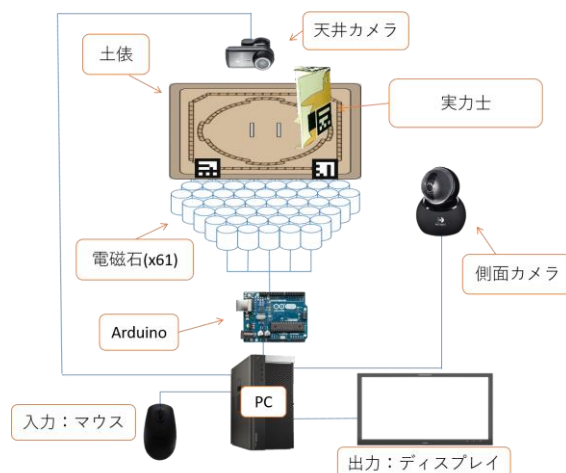 天井カメラ
土俵
実力士
電磁石(x61)
側面カメラ
Arduino
PC
入力：マウス
出力：ディスプレイ